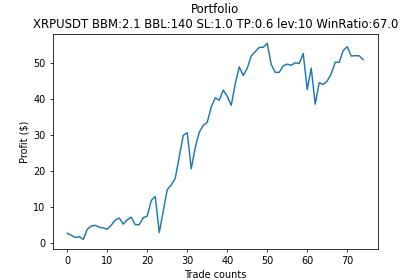 Portfolio
XRPUSDT BBM:2.1 BBL:140 SL:1.0 TP:0.6 lev:10 WinRatio:67.0
50
40
30
20
10
0
Profit ($)
0 10 20 30 40 50 60 70
Trade counts